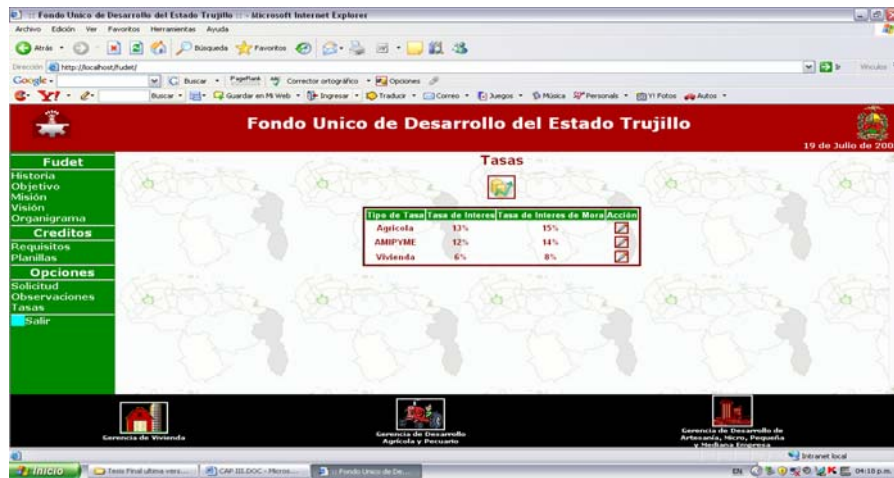 :: Fondo Unico de Desarrollo del Estado Trujillo :: - Microsoft Internet Explorer
Archivo Edición Ver Favoritos Herramientas Ayuda
Atrás Búsqueda Favoritos
Dirección http://localhost/fudet/ Ir Vínculos
Google Buscar PageRank Corrector ortográfico Opciones
Y! Buscar Guardar en Mi Web Ingresar Traducir Correo Juegos Música Personals Y! Fotos Autos
Fondo Unico de Desarrollo del Estado Trujillo
19 de Julio de 200
Fudet
Historia
Objetivo
Misión
Visión
Organigrama
Creditos
Requisitos
Planillas
Opciones
Solicitud
Observaciones
Tasas
Salir
Tasas
Tipo de Tasa Tasa de Interes Tasa de Interes de Mora Acción
Agricola 13% 15%
AMIPYME 12% 14%
Vivienda 6% 8%
Gerencia de Vivienda
Gerencia de Desarrollo
Agrícola y Pecuario
Gerencia de Desarrollo de
Artesanía, Micro, Pequeña
y Mediana Empresa
Intranet local
Inicio Tesis Final ultima vers... CAP III.DOC - Micros... :: Fondo Unico de De... EN 04:10 p.m.